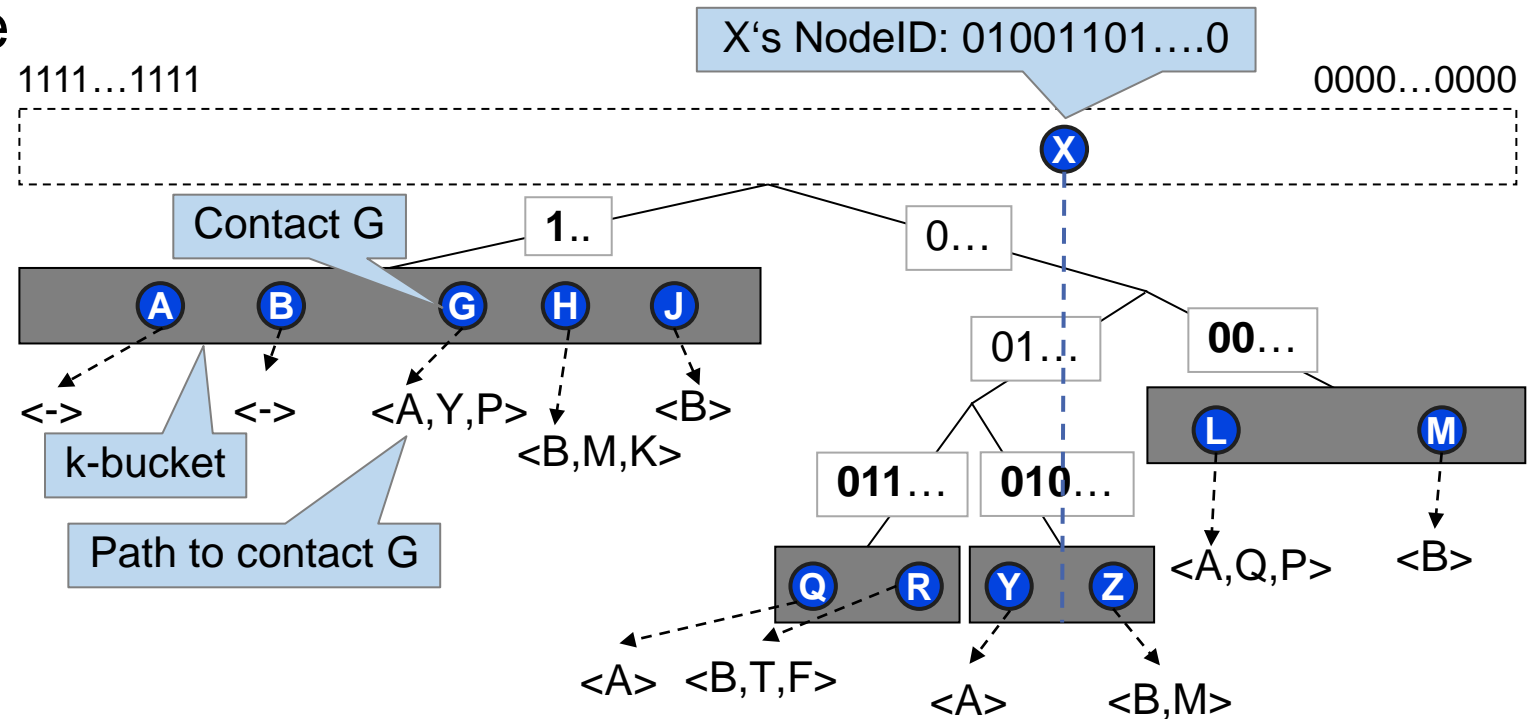 e
X‘s NodeID: 01001101….0
1111…1111
0000…0000
X
Contact G
1..
0…
A
B
G
H
J
01…
00…
<->
<->
<A,Y,P>
<B>
L
M
k-bucket
<B,M,K>
011…
010…
Path to contact G
<A,Q,P>
<B>
Q
R
Y
Z
<A>
<B,T,F>
<A>
<B,M>